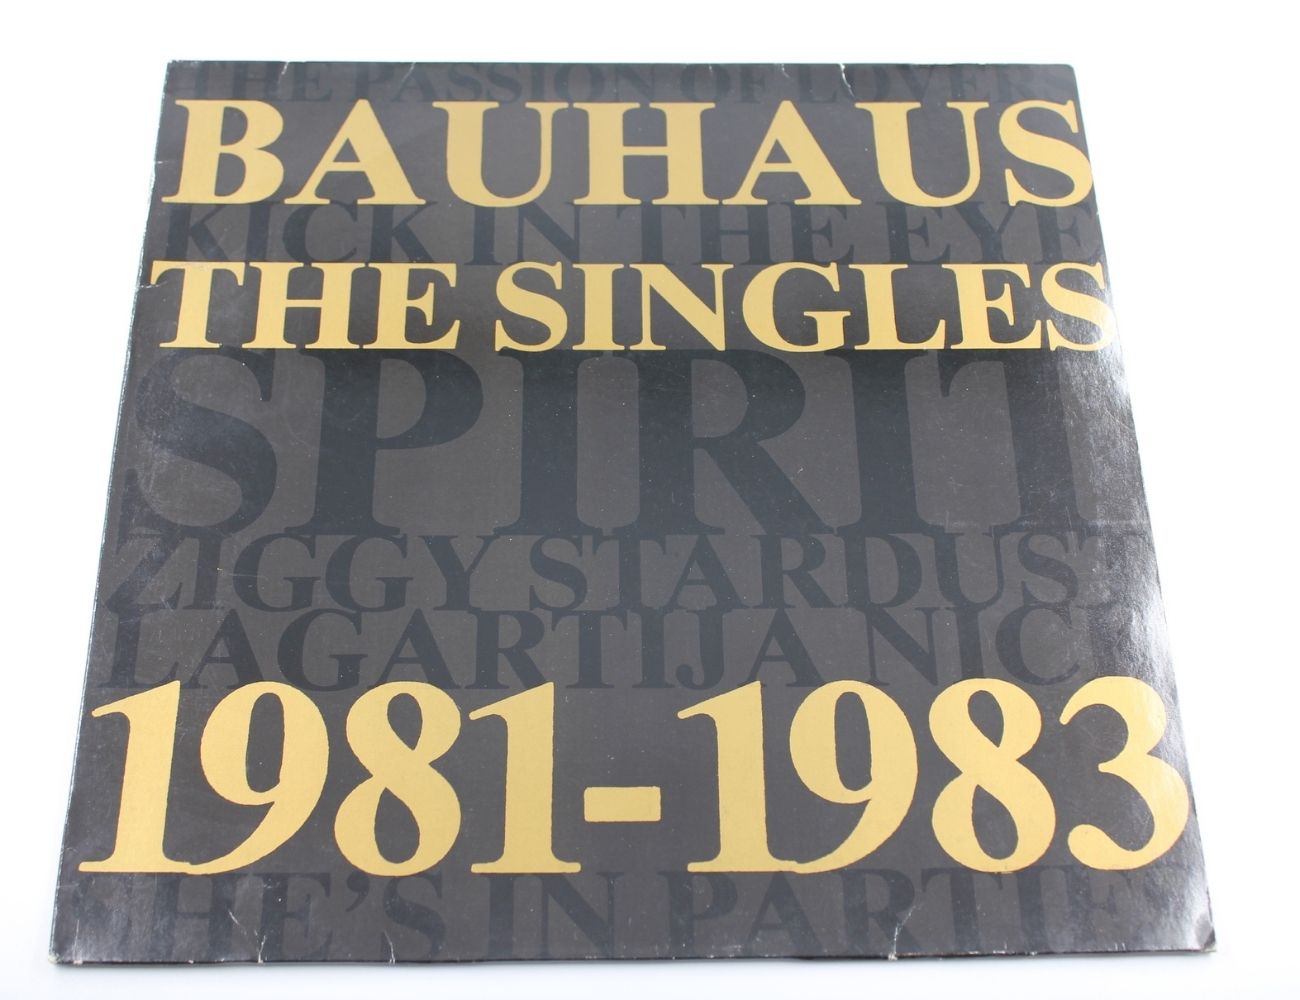 THE PASSION OF LOVERS
BAUHAUS
KICK IN THE EYE
THE SINGLES
SPIRIT
ZIGGY STARDUST
LAGARTIJA NICK
1981-1983
SHE'S IN PARTIES